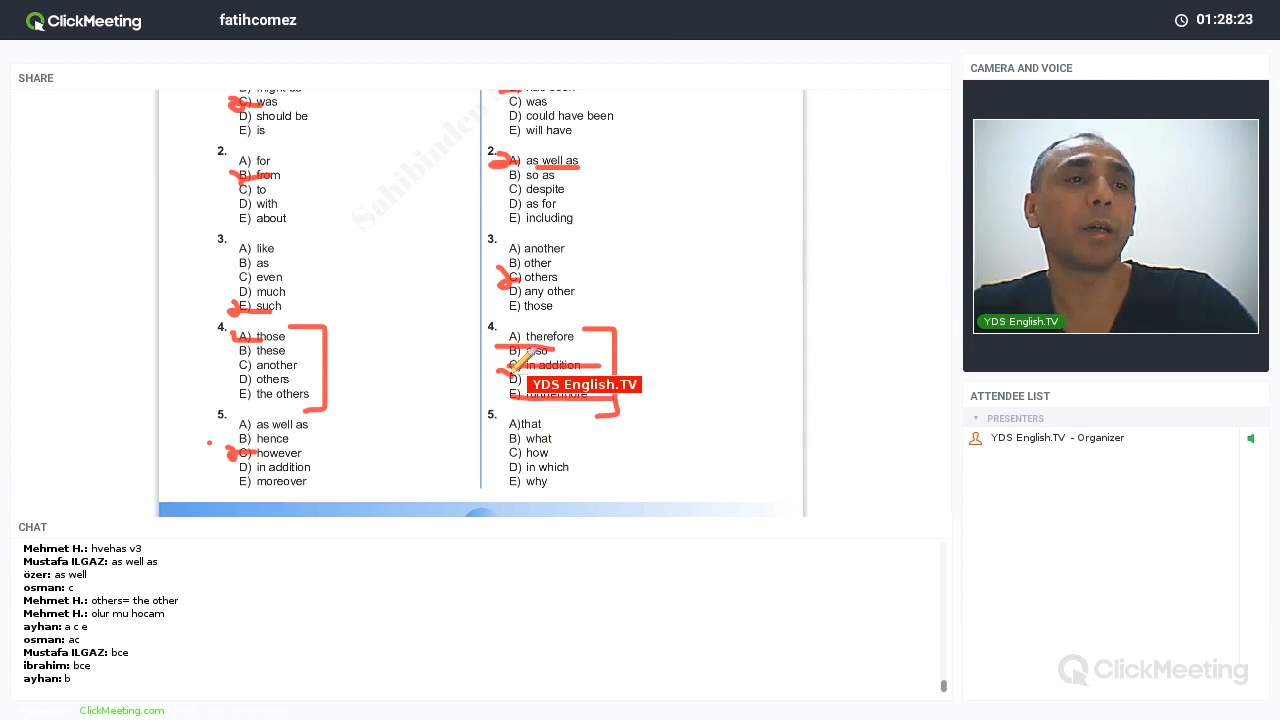 ClickMeeting
fatihcomez
01:28:23
SHARE
C) was
D) should be
E) is
2.
A) for
B) from
C) to
D) with
E) about
3.
A) like
B) as
C) even
D) much
E) such
4.
A) those
B) these
C) another
D) others
E) the others
5.
A) as well as
B) hence
C) however
D) in addition
E) moreover
C) was
D) could have been
E) will have
2.
A) as well as
B) so as
C) despite
D) as for
E) including
3.
A) another
B) other
C) others
D) any other
E) those
4.
A) therefore
B) also
C) in addition
D)
E) furthermore
5.
A)that
B) what
C) how
D) in which
E) why
Sahibinden
YDS English.TV
CAMERA AND VOICE
YDS English.TV
ATTENDEE LIST
PRESENTERS
YDS English.TV - Organizer
CHAT
Mehmet H.: hvehas v3
Mustafa ILGAZ: as well as
özer: as well
osman: c
Mehmet H.: others= the other
Mehmet H.: olur mu hocam
ayhan: a c e
osman: ac
Mustafa ILGAZ: bce
ibrahim: bce
ayhan: b
ClickMeeting
ClickMeeting.com